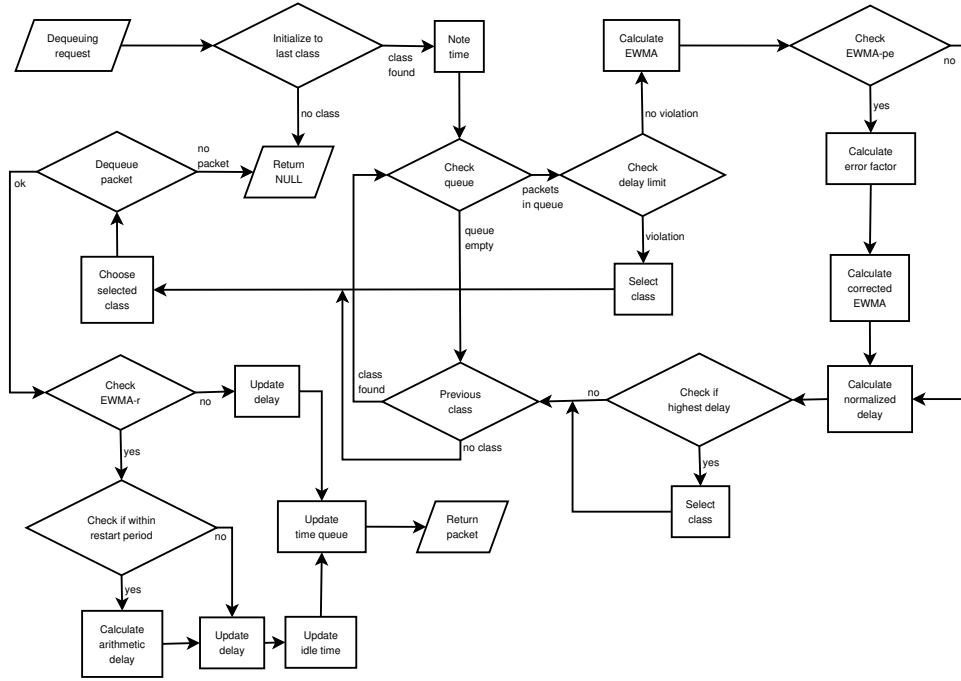 Dequeuing
request
Initialize to
last class
class
found
Note
time
Calculate
EWMA
Check
EWMA-pe
no
no class
no violation
yes
Dequeue
packet
no
packet
Return
NULL
ok
Check
queue
packets
in queue
Check
delay limit
Calculate
error factor
queue
empty
violation
Choose
selected
class
Select
class
Calculate
corrected
EWMA
Check
EWMA-r
no
Update
delay
class
found
Previous
class
no
Check if
highest delay
Calculate
normalized
delay
yes
no class
yes
Select
class
Check if within
restart period
no
Update
time queue
Return
packet
yes
Calculate
arithmetic
delay
Update
delay
Update
idle time